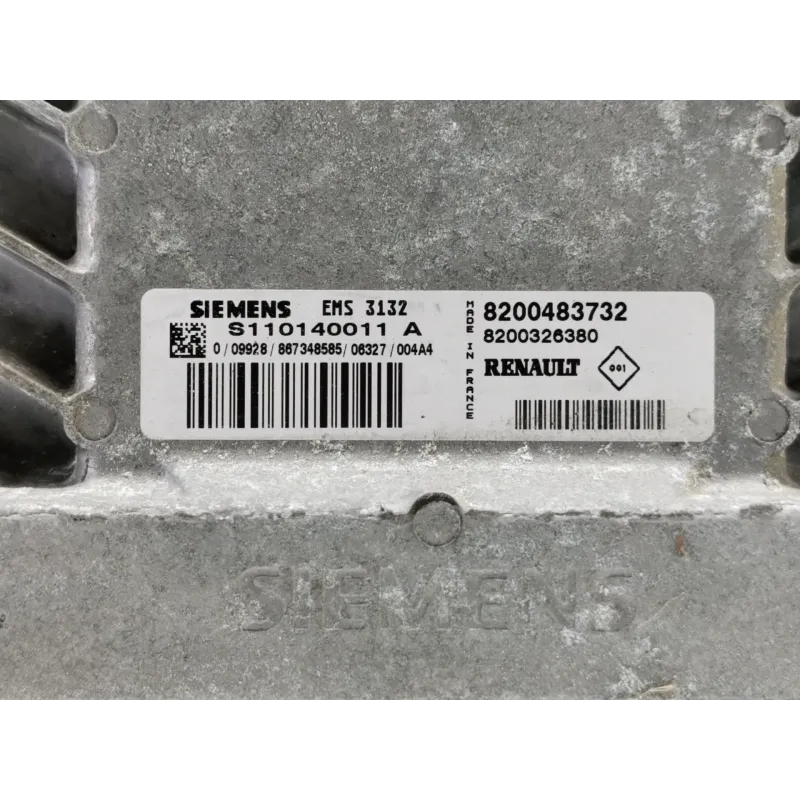 SIEMENS EMS 3132
S110140011 A
0/09928/867348585/06327/004A4
MADE IN FRANCE
8200483732
8200326380
RENAULT 001
SIEMENS